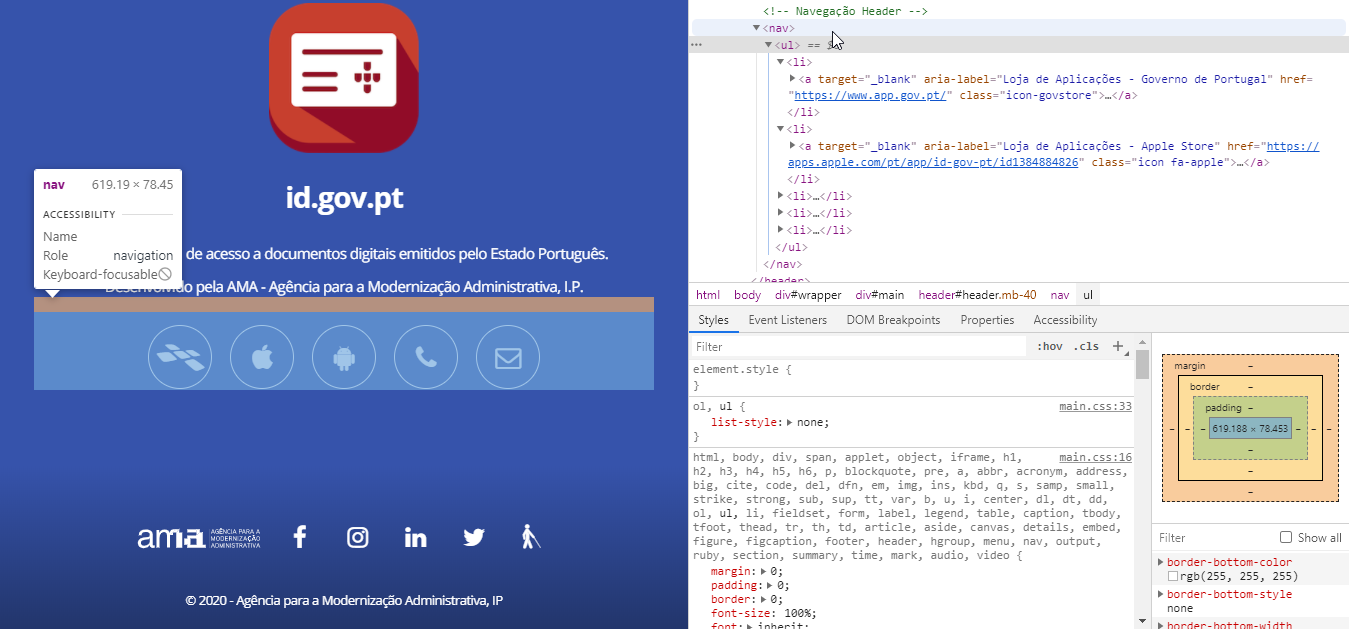 id.gov.pt
nav 619.19 × 78.45
ACCESSIBILITY
Name
Role navigation
Keyboard-focusable
de acesso a documentos digitais emitidos pelo Estado Português.
Desenvolvido pela AMA - Agência para a Modernização Administrativa, I.P.
ama AGÊNCIA PARA A
MODERNIZAÇÃO
ADMINISTRATIVA
© 2020 - Agência para a Modernização Administrativa, IP
<!-- Navegação Header -->
<nav>
<ul> ==
<li>
<a target="_blank" aria-label="Loja de Aplicações - Governo de Portugal" href=
"https://www.app.gov.pt/" class="icon-govstore">…</a>
</li>
<li>
<a target="_blank" aria-label="Loja de Aplicações - Apple Store" href="https://
apps.apple.com/pt/app/id-gov-pt/id1384884826" class="icon fa-apple">…</a>
</li>
<li>…</li>
<li>…</li>
<li>…</li>
</ul>
</nav>
</header>
html body div#wrapper div#main header#header.mb-40 nav ul
Styles Event Listeners DOM Breakpoints Properties Accessibility
Filter :hov .cls +
element.style {
}
ol, ul { main.css:33
list-style: none;
}
html, body, div, span, applet, object, iframe, h1, main.css:16
h2, h3, h4, h5, h6, p, blockquote, pre, a, abbr, acronym, address,
big, cite, code, del, dfn, em, img, ins, kbd, q, s, samp, small,
strike, strong, sub, sup, tt, var, b, u, i, center, dl, dt, dd,
ol, ul, li, fieldset, form, label, legend, table, caption, tbody,
tfoot, thead, tr, th, td, article, aside, canvas, details, embed,
figure, figcaption, footer, header, hgroup, menu, nav, output,
ruby, section, summary, time, mark, audio, video {
margin: 0;
padding: 0;
border: 0;
font-size: 100%;
font: inherit;
margin –
border –
padding –
– – – 619.188 × 78.453 – – –
–
–
–
Filter Show all
border-bottom-color
rgb(255, 255, 255)
border-bottom-style
none
border-bottom-width